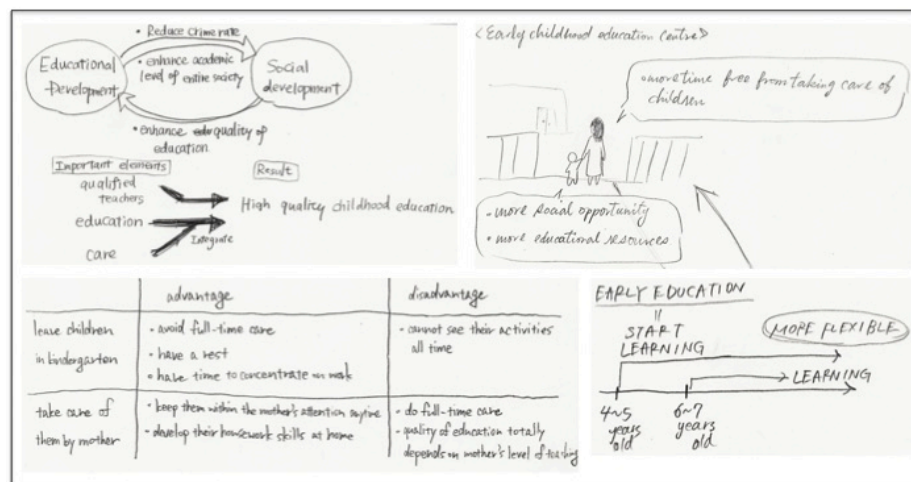 • Reduce crime rate
Educational
-Development
• enhance academic
level of entire society
Social
development
• enhance quality of
education
Important elements
Result
qualified
teachers
education
care
Integrate
High quality childhood education
<Early childhood education centre>
• more time free from taking care of
children
- more social opportunity
• more educational resources
advantage
disadvantage
leave children
in kindergarten
• avoid full-time care
• have a rest
• have time to concentrate on work
• cannot see their activities
all time
take care of
them by mother
• keep them within the mother's attention anytime
• develop their housework skills at home
• do full-time care
• quality of education totally
depends on mother's level of teaching
EARLY EDUCATION
=
START
LEARNING
MORE FLEXIBLE
LEARNING
4~5
years
old
6~7
years
old